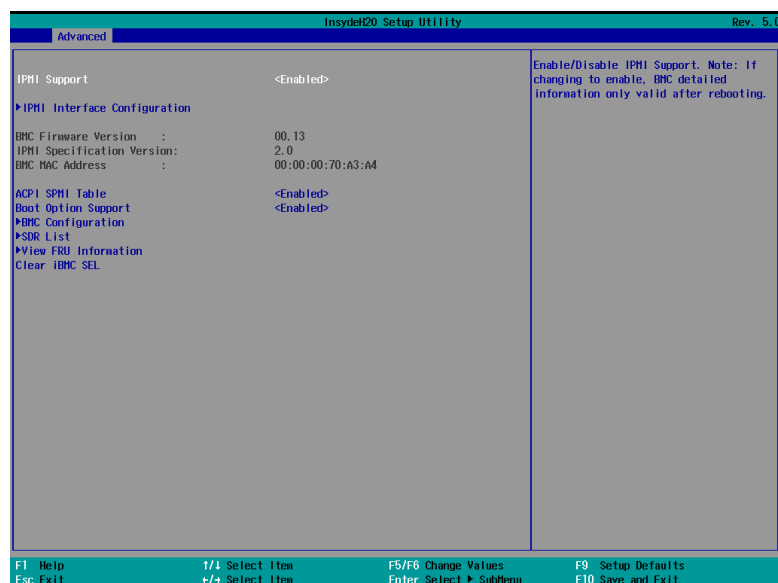 InsydeH2O Setup Utility Rev. 5.0
Advanced
IPMI Support <Enabled>
▶IPMI Interface Configuration
BMC Firmware Version : 00.13
IPMI Specification Version: 2.0
BMC MAC Address : 00:00:00:70:A3:A4
ACPI SPMI Table <Enabled>
Boot Option Support <Enabled>
▶BMC Configuration
▶SDR List
▶View FRU Information
Clear iBMC SEL
Enable/Disable IPMI Support. Note: If
changing to enable, BMC detailed
information only valid after rebooting.
F1 Help ↑/↓ Select Item F5/F6 Change Values F9 Setup Defaults
Esc Exit ←/→ Select Item Enter Select ▶ SubMenu F10 Save and Exit